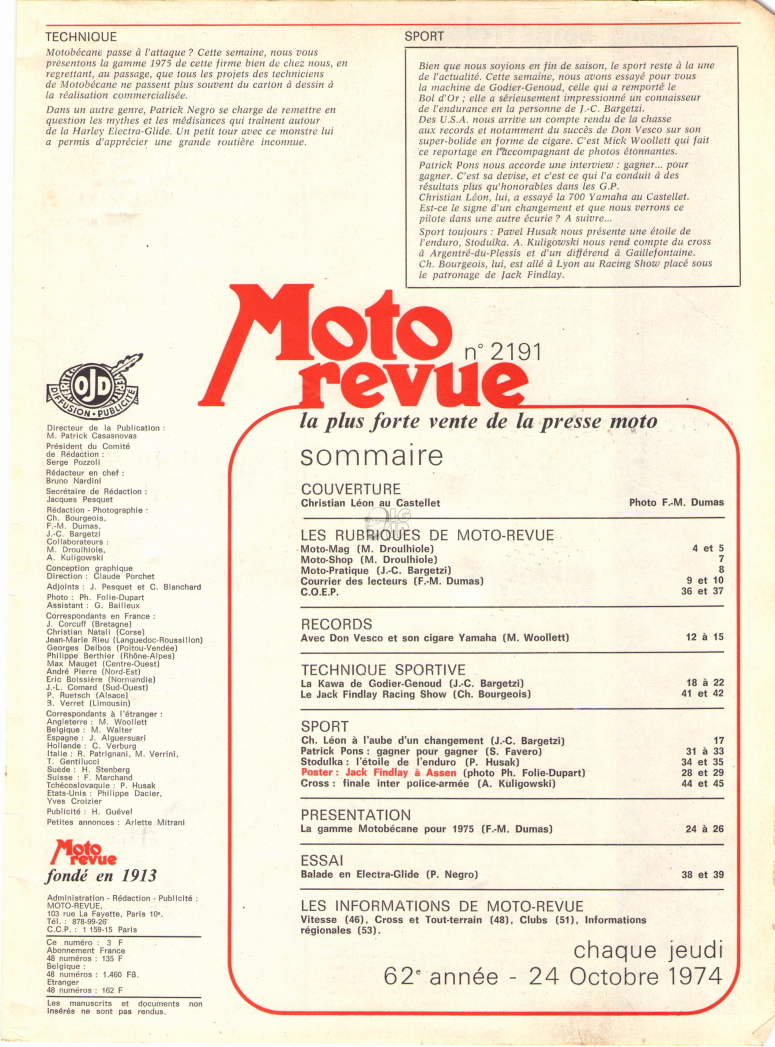 TECHNIQUE
Motobécane passe à l'attaque ? Cette semaine, nous vous
présentons la gamme 1975 de cette firme bien de chez nous, en
regrettant, au passage, que tous les projets des techniciens
de Motobécane ne passent plus souvent du carton à dessin à
la réalisation commercialisée.
Dans un autre genre, Patrick Negro se charge de remettre en
question les mythes et les médisances qui traînent autour
de la Harley Electra-Glide. Un petit tour avec ce monstre lui
a permis d'apprécier une grande routière inconnue.
SPORT
Bien que nous soyions en fin de saison, le sport reste à la une
de l'actualité. Cette semaine, nous avons essayé pour vous
la machine de Godier-Genoud, celle qui a remporté le
Bol d'Or ; elle a sérieusement impressionné un connaisseur
de l'endurance en la personne de J.-C. Bargetzi.
Des U.S.A. nous arrive un compte rendu de la chasse
aux records et notamment du succès de Don Vesco sur son
super-bolide en forme de cigare. C'est Mick Woollett qui fait
ce reportage en l'accompagnant de photos étonnantes.
Patrick Pons nous accorde une interview : gagner... pour
gagner. C'est sa devise, et c'est ce qui l'a conduit à des
résultats plus qu'honorables dans les G.P.
Christian Léon, lui, a essayé la 700 Yamaha au Castellet.
Est-ce le signe d'un changement et que nous verrons ce
pilote dans une autre écurie ? A suivre...
Sport toujours : Pavel Husak nous présente une étoile de
l'enduro, Stodulka. A. Kuligowski nous rend compte du cross
à Argentré-du-Plessis et d'un différend à Gaillefontaine.
Ch. Bourgeois, lui, est allé à Lyon au Racing Show placé sous
le patronage de Jack Findlay.
Moto
revue
n° 2191
la plus forte vente de la presse moto
OJD
DIFFUSION • PUBLICITÉ
Directeur de la Publication :
M. Patrick Casasnovas
Président du Comité
de Rédaction :
Serge Pozzoli
Rédacteur en chef :
Bruno Nardini
Secrétaire de Rédaction :
Jacques Pesquet
Rédaction - Photographie :
Ch. Bourgeois,
F.-M. Dumas,
J.-C. Bargetzi
Collaborateurs :
M. Droulhiole,
A. Kuligowski
Conception graphique
Direction : Claude Porchet
Adjoints : J. Pesquet et C. Blanchard
Photo : Ph. Folie-Dupart
Assistant : G. Bailleux
Correspondants en France :
J. Corcuff (Bretagne)
Christian Natali (Corse)
Jean-Marie Rieu (Languedoc-Roussillon)
Georges Delbos (Poitou-Vendée)
Philippe Berthier (Rhône-Alpes)
Max Mauget (Centre-Ouest)
André Pierre (Nord-Est)
Eric Boissière (Normandie)
J.-L. Comard (Sud-Ouest)
P. Ruetsch (Alsace)
B. Verret (Limousin)
Correspondants à l'étranger :
Angleterre : M. Woollett
Belgique : M. Walter
Espagne : J. Alguersuari
Hollande : C. Verburg
Italie : R. Patrignani, M. Verrini,
T. Gentilucci
Suède : H. Stenberg
Suisse : F. Marchand
Tchécoslovaquie : P. Husak
Etats-Unis : Philippe Dacier,
Yves Croizier
Publicité : H. Guével
Petites annonces : Arlette Mitrani
Moto
revue
fondé en 1913
Administration - Rédaction - Publicité :
MOTO-REVUE,
103 rue La Fayette, Paris 10e.
Tél. : 878-99-26
C.C.P. : 1 159-15 Paris
Ce numéro : 3 F
Abonnement France
48 numéros : 135 F
Belgique :
48 numéros : 1.460 FB.
Etranger
48 numéros : 162 F
Les manuscrits et documents non
insérés ne sont pas rendus.
sommaire
COUVERTURE
Christian Léon au Castellet Photo F.-M. Dumas
LES RUBRIQUES DE MOTO-REVUE
Moto-Mag (M. Droulhiole) 4 et 5
Moto-Shop (M. Droulhiole) 7
Moto-Pratique (J.-C. Bargetzi) 8
Courrier des lecteurs (F.-M. Dumas) 9 et 10
C.O.E.P. 36 et 37
RECORDS
Avec Don Vesco et son cigare Yamaha (M. Woollett) 12 à 15
TECHNIQUE SPORTIVE
La Kawa de Godier-Genoud (J.-C. Bargetzi) 18 à 22
Le Jack Findlay Racing Show (Ch. Bourgeois) 41 et 42
SPORT
Ch. Léon à l'aube d'un changement (J.-C. Bargetzi) 17
Patrick Pons : gagner pour gagner (S. Favero) 31 à 33
Stodulka : l'étoile de l'enduro (P. Husak) 34 et 35
Poster : Jack Findlay à Assen (photo Ph. Folie-Dupart) 28 et 29
Cross : finale inter police-armée (A. Kuligowski) 44 et 45
PRESENTATION
La gamme Motobécane pour 1975 (F.-M. Dumas) 24 à 26
ESSAI
Balade en Electra-Glide (P. Negro) 38 et 39
LES INFORMATIONS DE MOTO-REVUE
Vitesse (46), Cross et Tout-terrain (48), Clubs (51), Informations
régionales (53).
chaque jeudi
62e année - 24 Octobre 1974